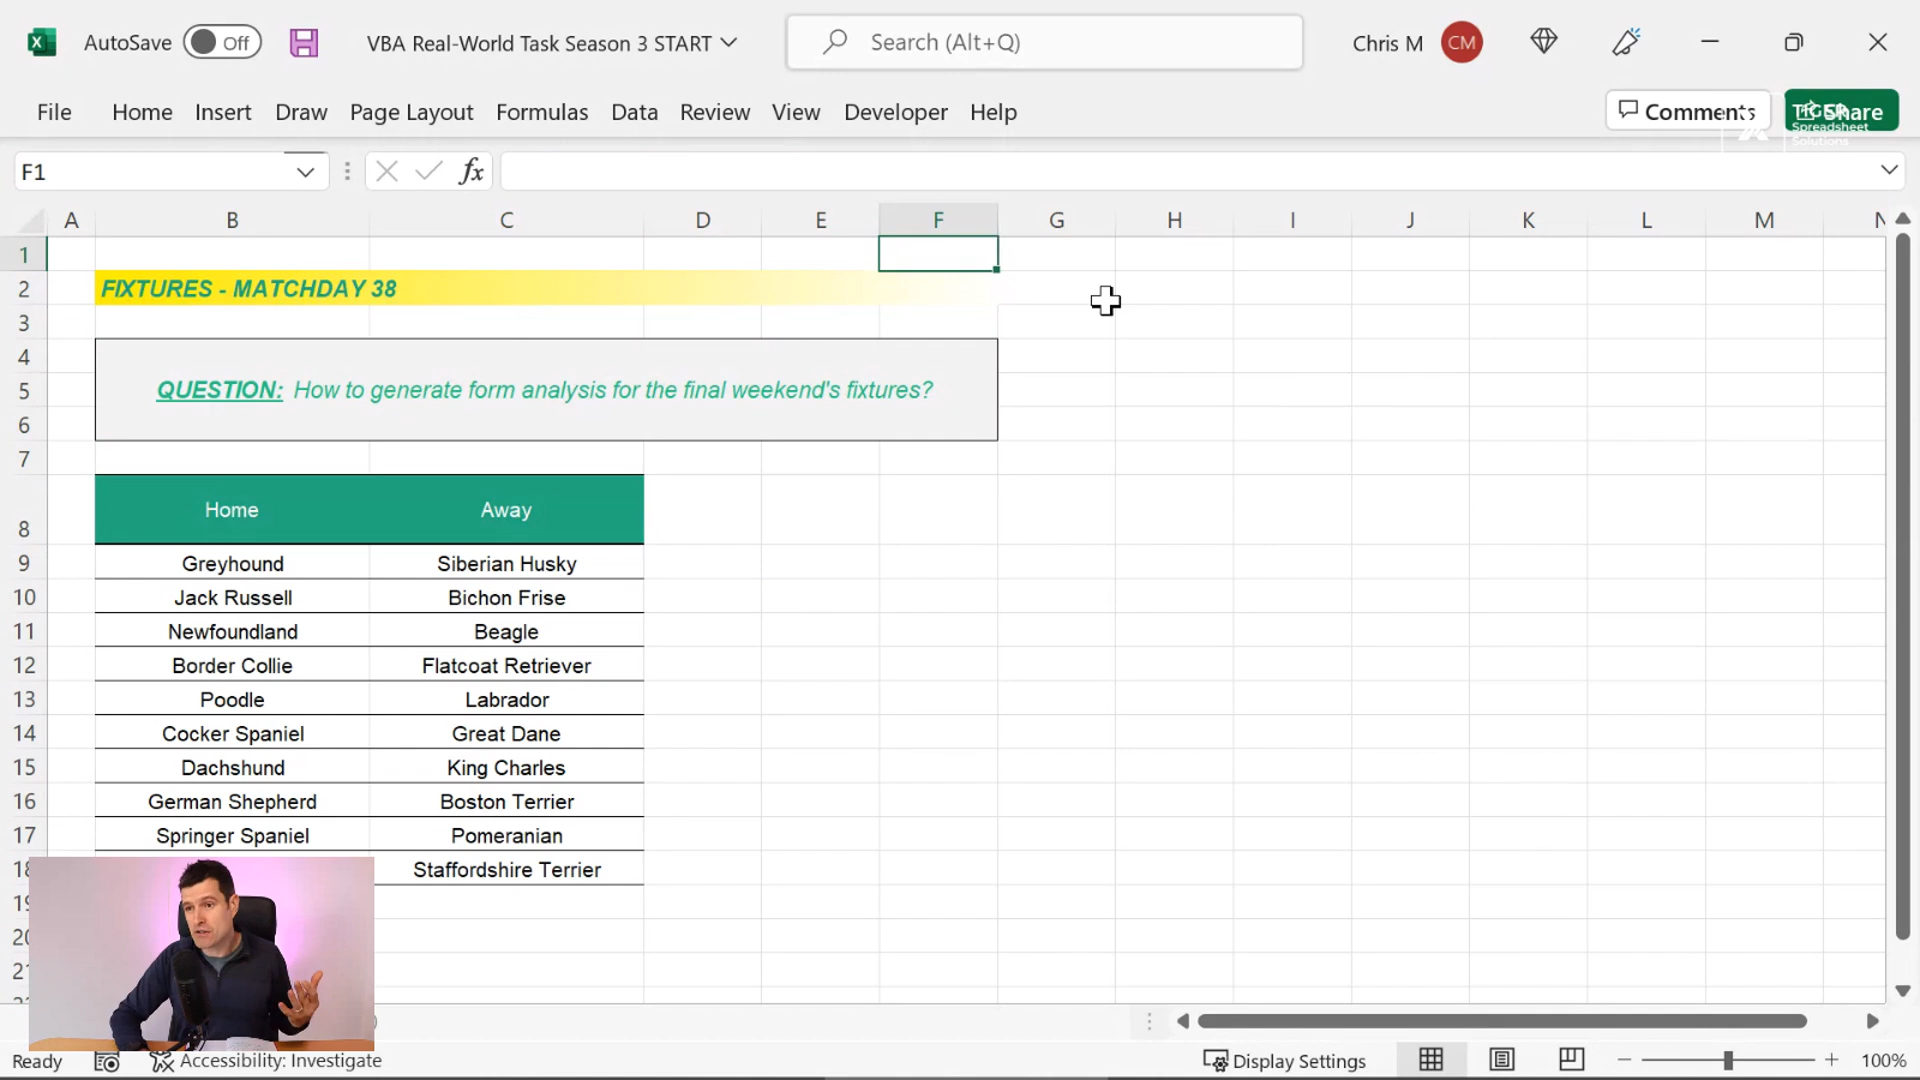 AutoSave Off VBA Real-World Task Season 3 START Search (Alt+Q) Chris M CM
File Home Insert Draw Page Layout Formulas Data Review View Developer Help Comments Share
TIGER
Spreadsheet
Solutions
F1 fx
A B C D E F G H I J K L M
1
2 FIXTURES - MATCHDAY 38
3
4
5 QUESTION: How to generate form analysis for the final weekend's fixtures?
6
7
8 Home Away
9 Greyhound Siberian Husky
10 Jack Russell Bichon Frise
11 Newfoundland Beagle
12 Border Collie Flatcoat Retriever
13 Poodle Labrador
14 Cocker Spaniel Great Dane
15 Dachshund King Charles
16 German Shepherd Boston Terrier
17 Springer Spaniel Pomeranian
Staffordshire Terrier
Ready Accessibility: Investigate Display Settings 100%